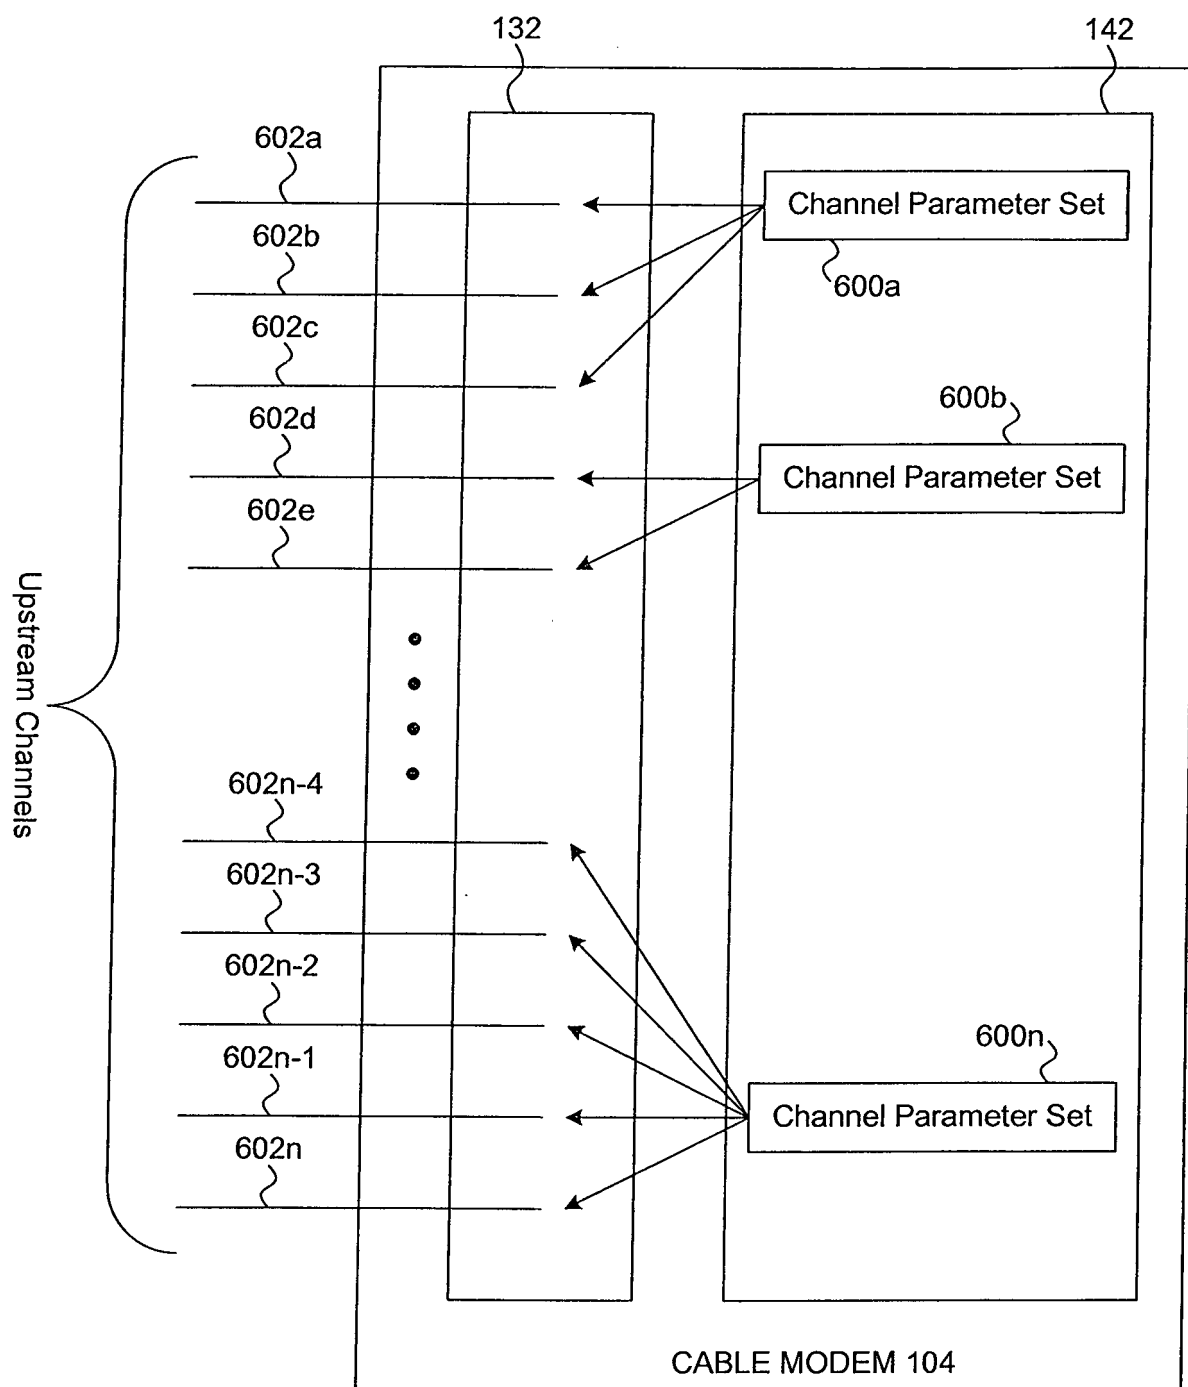 132
142
602a
Channel Parameter Set
602b
600a
602c
600b
602d
Channel Parameter Set
602e
Upstream Channels
602n-4
602n-3
602n-2
600n
602n-1
Channel Parameter Set
602n
CABLE MODEM 104